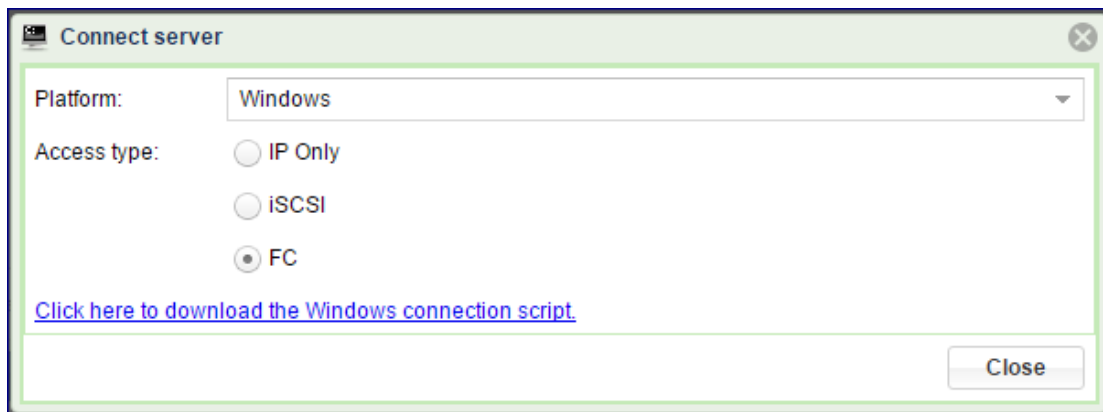 Connect server
Platform: Windows
Access type: IP Only
iSCSI
FC
Click here to download the Windows connection script.
Close